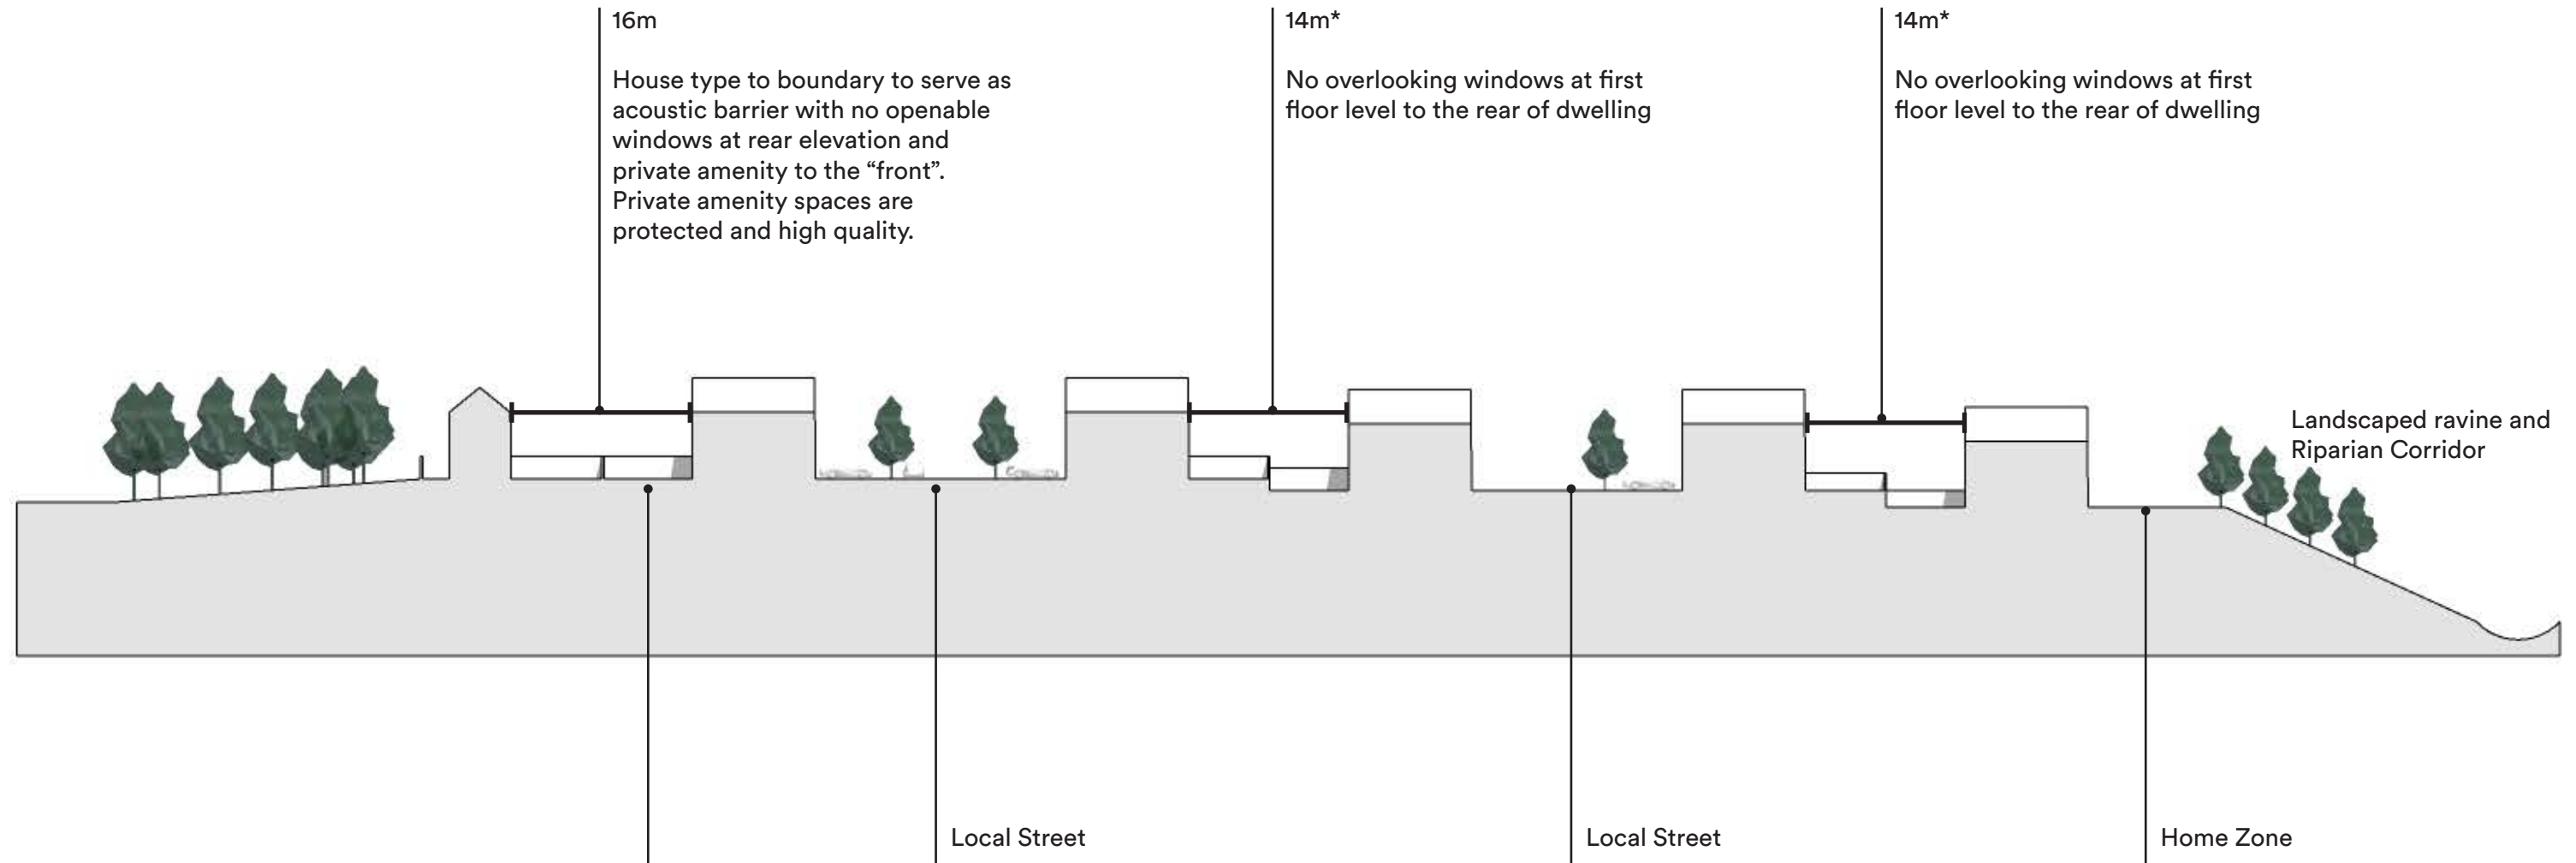 16m
House type to boundary to serve as
acoustic barrier with no openable
windows at rear elevation and
private amenity to the “front”.
Private amenity spaces are
protected and high quality.
14m*
No overlooking windows at first
floor level to the rear of dwelling
14m*
No overlooking windows at first
floor level to the rear of dwelling
Landscaped ravine and
Riparian Corridor
Local Street
Local Street
Home Zone